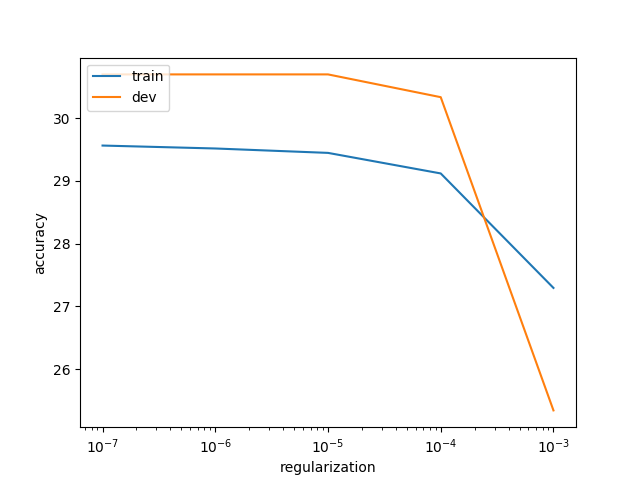 train
dev
30
29
28
27
26
accuracy
10⁻⁷ 10⁻⁶ 10⁻⁵ 10⁻⁴ 10⁻³
regularization